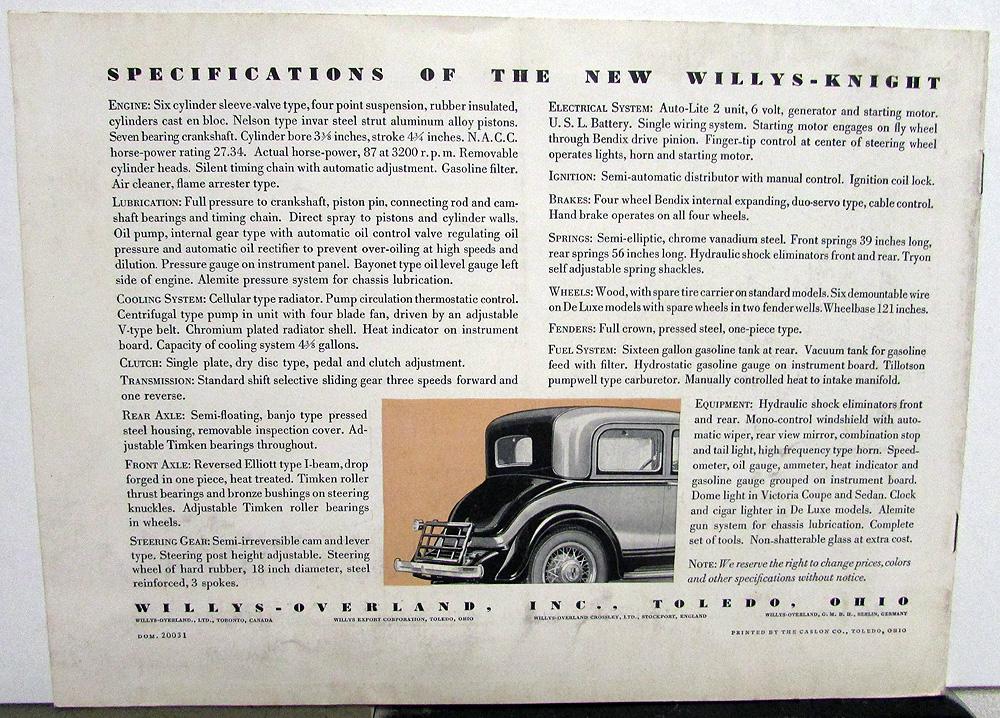 SPECIFICATIONS OF THE NEW WILLYS-KNIGHT
ENGINE: Six cylinder sleeve-valve type, four point suspension, rubber insulated,
cylinders cast en bloc. Nelson type invar steel strut aluminum alloy pistons.
Seven bearing crankshaft. Cylinder bore 3⅜ inches, stroke 4¾ inches. N.A.C.C.
horse-power rating 27.34. Actual horse-power, 87 at 3200 r. p. m. Removable
cylinder heads. Silent timing chain with automatic adjustment. Gasoline filter.
Air cleaner, flame arrester type.
LUBRICATION: Full pressure to crankshaft, piston pin, connecting rod and cam-
shaft bearings and timing chain. Direct spray to pistons and cylinder walls.
Oil pump, internal gear type with automatic oil control valve regulating oil
pressure and automatic oil rectifier to prevent over-oiling at high speeds and
dilution. Pressure gauge on instrument panel. Bayonet type oil level gauge left
side of engine. Alemite pressure system for chassis lubrication.
COOLING SYSTEM: Cellular type radiator. Pump circulation thermostatic control.
Centrifugal type pump in unit with four blade fan, driven by an adjustable
V-type belt. Chromium plated radiator shell. Heat indicator on instrument
board. Capacity of cooling system 4⅜ gallons.
CLUTCH: Single plate, dry disc type, pedal and clutch adjustment.
TRANSMISSION: Standard shift selective sliding gear three speeds forward and
one reverse.
REAR AXLE: Semi-floating, banjo type pressed
steel housing, removable inspection cover. Ad-
justable Timken bearings throughout.
FRONT AXLE: Reversed Elliott type I-beam, drop
forged in one piece, heat treated. Timken roller
thrust bearings and bronze bushings on steering
knuckles. Adjustable Timken roller bearings
in wheels.
STEERING GEAR: Semi-irreversible cam and lever
type. Steering post height adjustable. Steering
wheel of hard rubber, 18 inch diameter, steel
reinforced, 3 spokes.
ELECTRICAL SYSTEM: Auto-Lite 2 unit, 6 volt, generator and starting motor.
U. S. L. Battery. Single wiring system. Starting motor engages on fly wheel
through Bendix drive pinion. Finger-tip control at center of steering wheel
operates lights, horn and starting motor.
IGNITION: Semi-automatic distributor with manual control. Ignition coil lock.
BRAKES: Four wheel Bendix internal expanding, duo-servo type, cable control.
Hand brake operates on all four wheels.
SPRINGS: Semi-elliptic, chrome vanadium steel. Front springs 39 inches long,
rear springs 56 inches long. Hydraulic shock eliminators front and rear. Tryon
self adjustable spring shackles.
WHEELS: Wood, with spare tire carrier on standard models. Six demountable wire
on De Luxe models with spare wheels in two fender wells. Wheelbase 121 inches.
FENDERS: Full crown, pressed steel, one-piece type.
FUEL SYSTEM: Sixteen gallon gasoline tank at rear. Vacuum tank for gasoline
feed with filter. Hydrostatic gasoline gauge on instrument board. Tillotson
pumpwell type carburetor. Manually controlled heat to intake manifold.
EQUIPMENT: Hydraulic shock eliminators front
and rear. Mono-control windshield with auto-
matic wiper, rear view mirror, combination stop
and tail light, high frequency type horn. Speed-
ometer, oil gauge, ammeter, heat indicator and
gasoline gauge grouped on instrument board.
Dome light in Victoria Coupe and Sedan. Clock
and cigar lighter in De Luxe models. Alemite
gun system for chassis lubrication. Complete
set of tools. Non-shatterable glass at extra cost.
NOTE: We reserve the right to change prices, colors
and other specifications without notice.
WILLYS-OVERLAND, INC., TOLEDO, OHIO
WILLYS-OVERLAND., LTD., TORONTO, CANADA WILLYS EXPORT CORPORATION, TOLEDO, OHIO WILLYS-OVERLAND CROSSLEY, LTD., STOCKPORT, ENGLAND WILLYS-OVERLAND, G. M. B. H., BERLIN, GERMANY
DOM. 20031
PRINTED BY THE CASLON CO., TOLEDO, OHIO